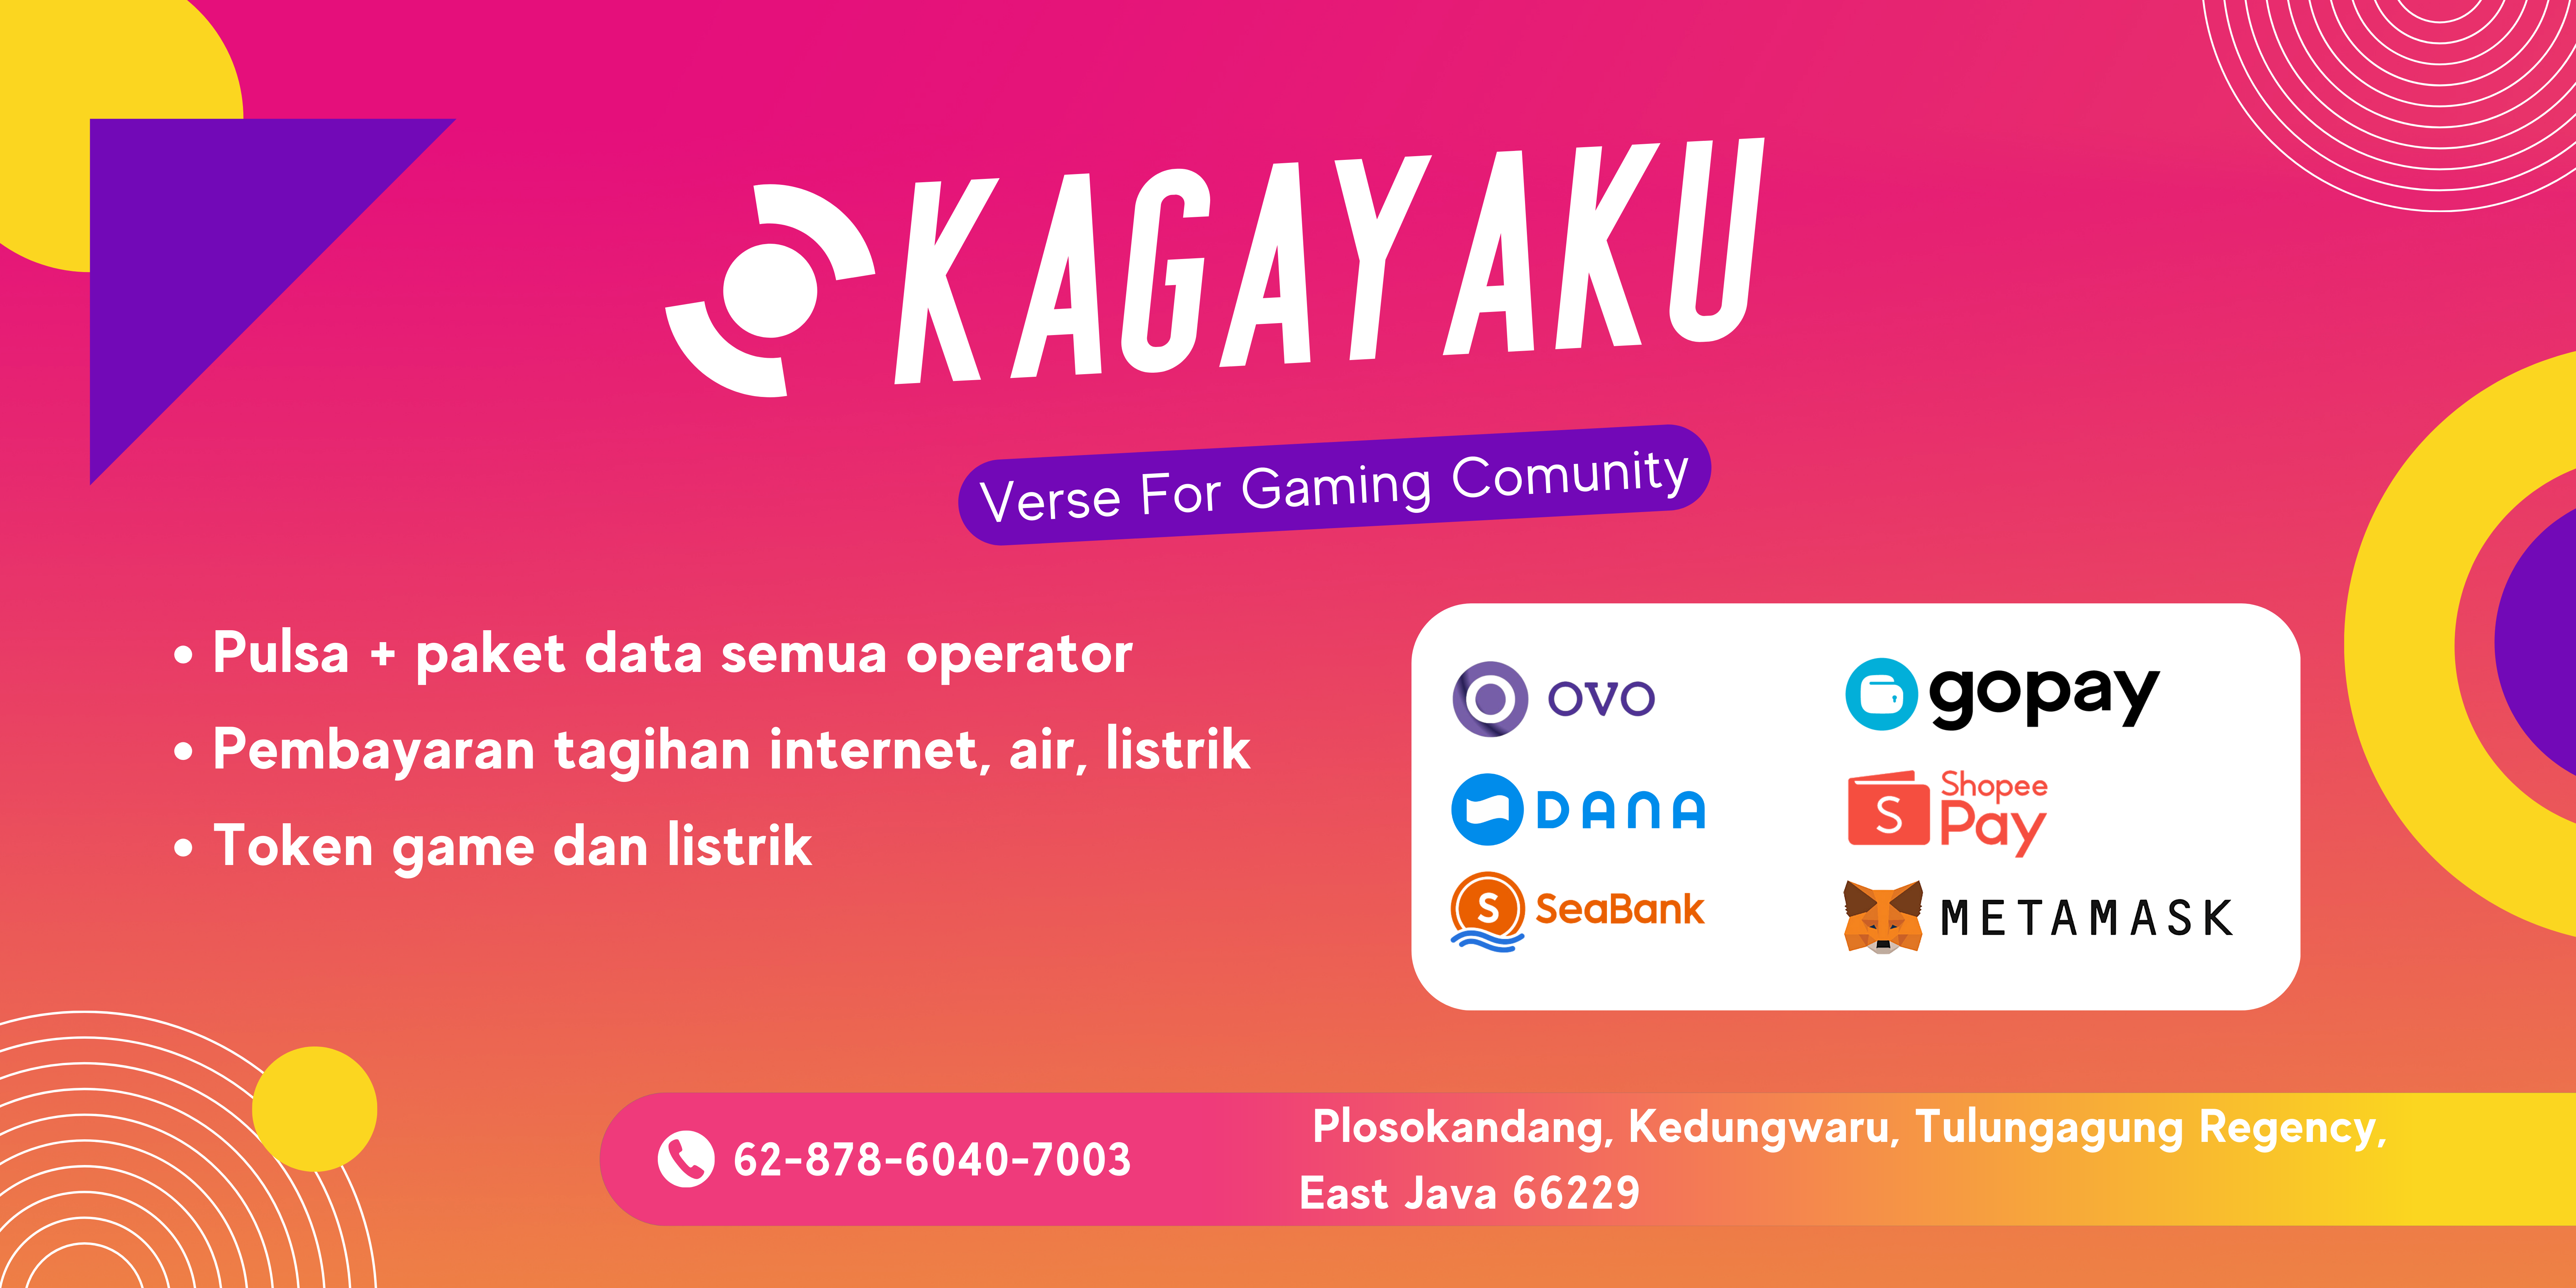 KAGAYAKU
Verse For Gaming Comunity
• Pulsa + paket data semua operator
• Pembayaran tagihan internet, air, listrik
• Token game dan listrik
OVO
gopay
DANA
S
Shopee
Pay
S
SeaBank
METAMASK
62-878-6040-7003
Plosokandang, Kedungwaru, Tulungagung Regency,
East Java 66229